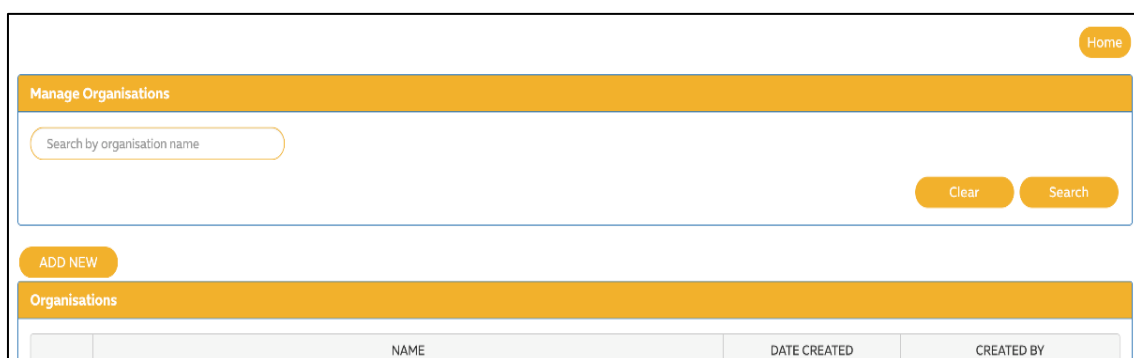 Home
Manage Organisations
Search by organisation name
Clear Search
ADD NEW
Organisations
NAME DATE CREATED CREATED BY